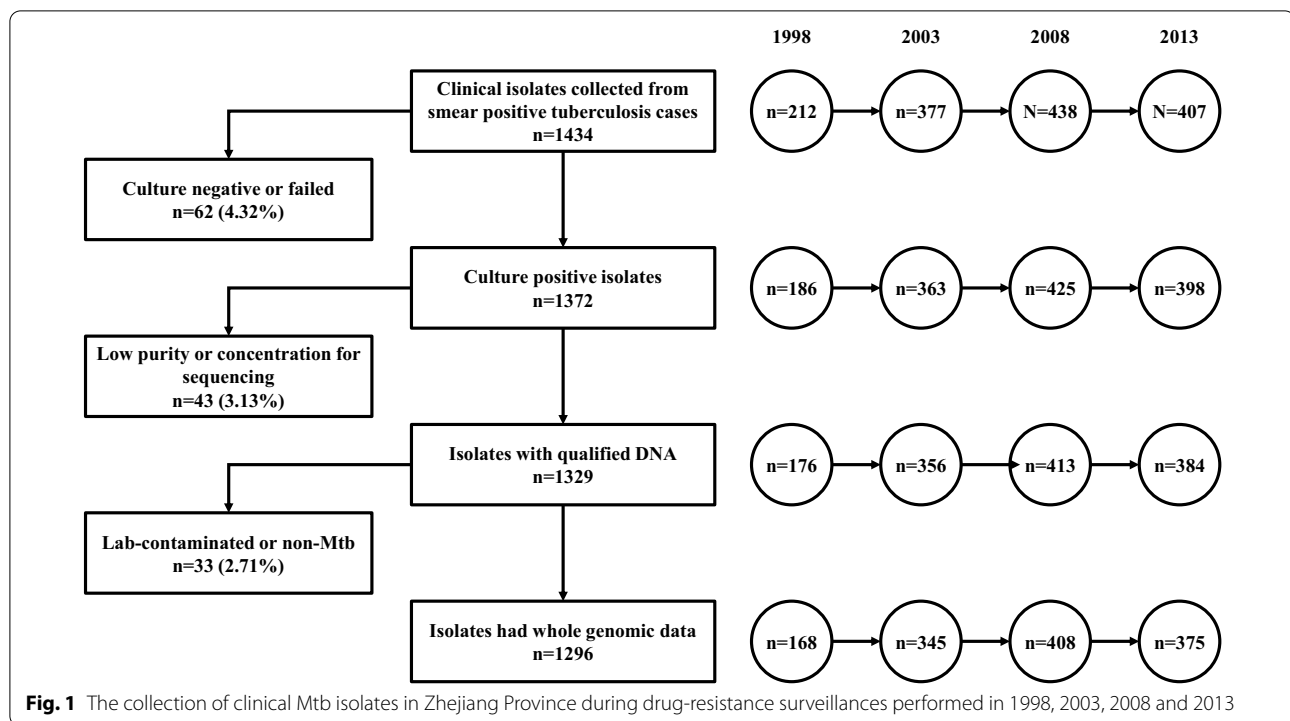 1998 2003 2008 2013
Clinical isolates collected from
smear positive tuberculosis cases
n=1434
n=212 n=377 N=438 N=407
Culture negative or failed
n=62 (4.32%)
Culture positive isolates
n=1372
n=186 n=363 n=425 n=398
Low purity or concentration for
sequencing
n=43 (3.13%)
Isolates with qualified DNA
n=1329
n=176 n=356 n=413 n=384
Lab-contaminated or non-Mtb
n=33 (2.71%)
Isolates had whole genomic data
n=1296
n=168 n=345 n=408 n=375
Fig. 1 The collection of clinical Mtb isolates in Zhejiang Province during drug-resistance surveillances performed in 1998, 2003, 2008 and 2013